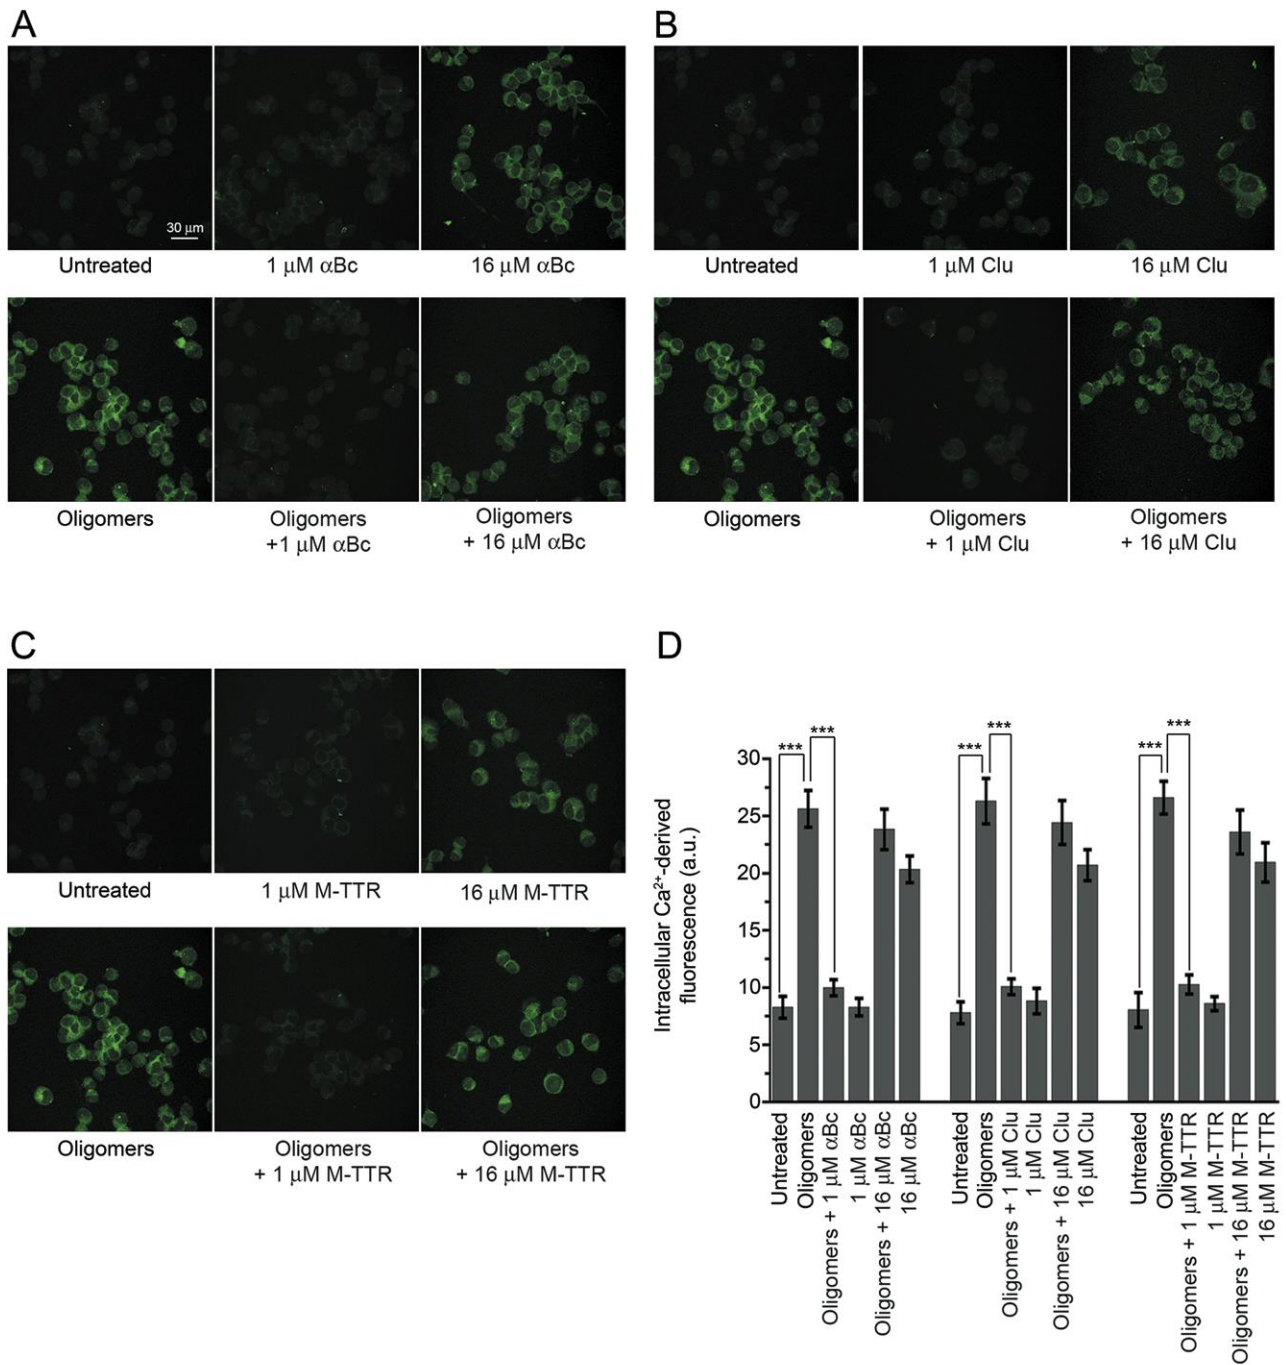 A
30 µm
Untreated
1 µM αBc
16 µM αBc
Oligomers
Oligomers
+1 µM αBc
Oligomers
+ 16 µM αBc
B
Untreated
1 µM Clu
16 µM Clu
Oligomers
Oligomers
+ 1 µM Clu
Oligomers
+ 16 µM Clu
C
Untreated
1 µM M-TTR
16 µM M-TTR
Oligomers
Oligomers
+ 1 µM M-TTR
Oligomers
+ 16 µM M-TTR
D
Intracellular Ca²⁺-derived
fluorescence (a.u.)
30
25
20
15
10
5
0
***
***
***
***
***
***
Untreated
Oligomers
Oligomers + 1 µM αBc
1 µM αBc
Oligomers + 16 µM αBc
16 µM αBc
Untreated
Oligomers
Oligomers + 1 µM Clu
1 µM Clu
Oligomers + 16 µM Clu
16 µM Clu
Untreated
Oligomers
Oligomers + 1 µM M-TTR
1 µM M-TTR
Oligomers + 16 µM M-TTR
16 µM M-TTR